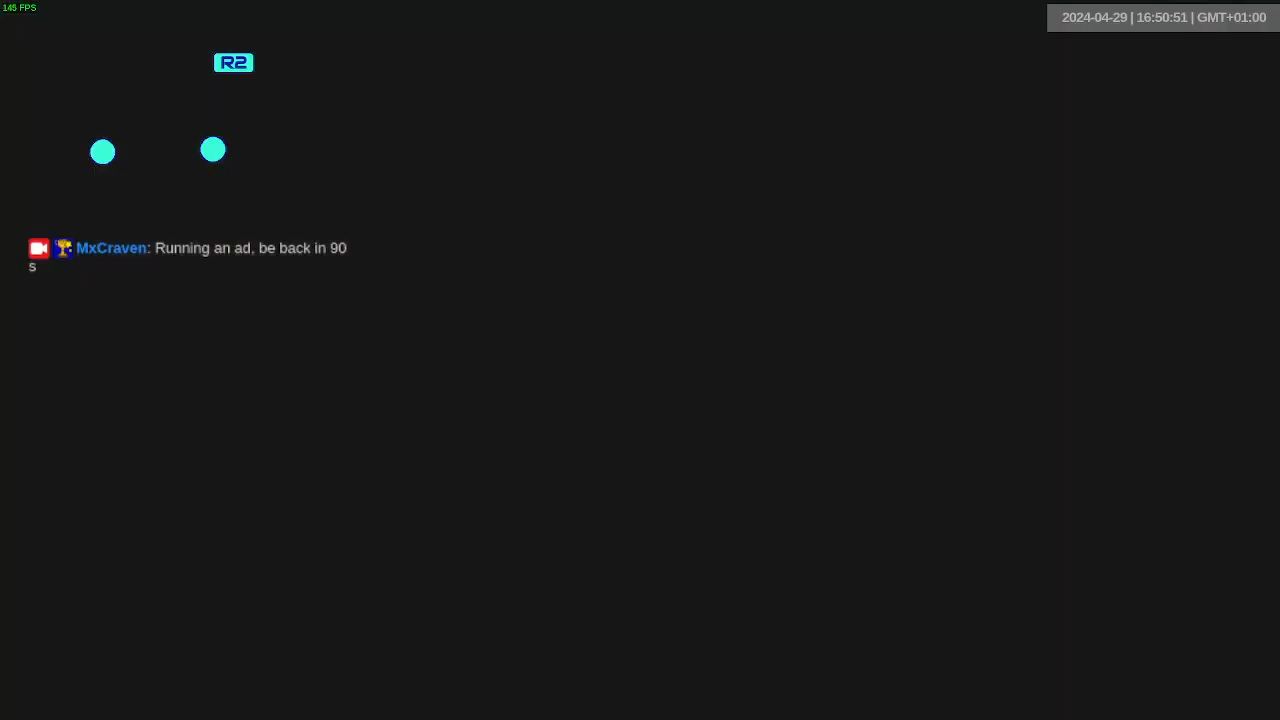 145 FPS
2024-04-29 | 16:50:51 | GMT+01:00
R2
MxCraven: Running an ad, be back in 90
s